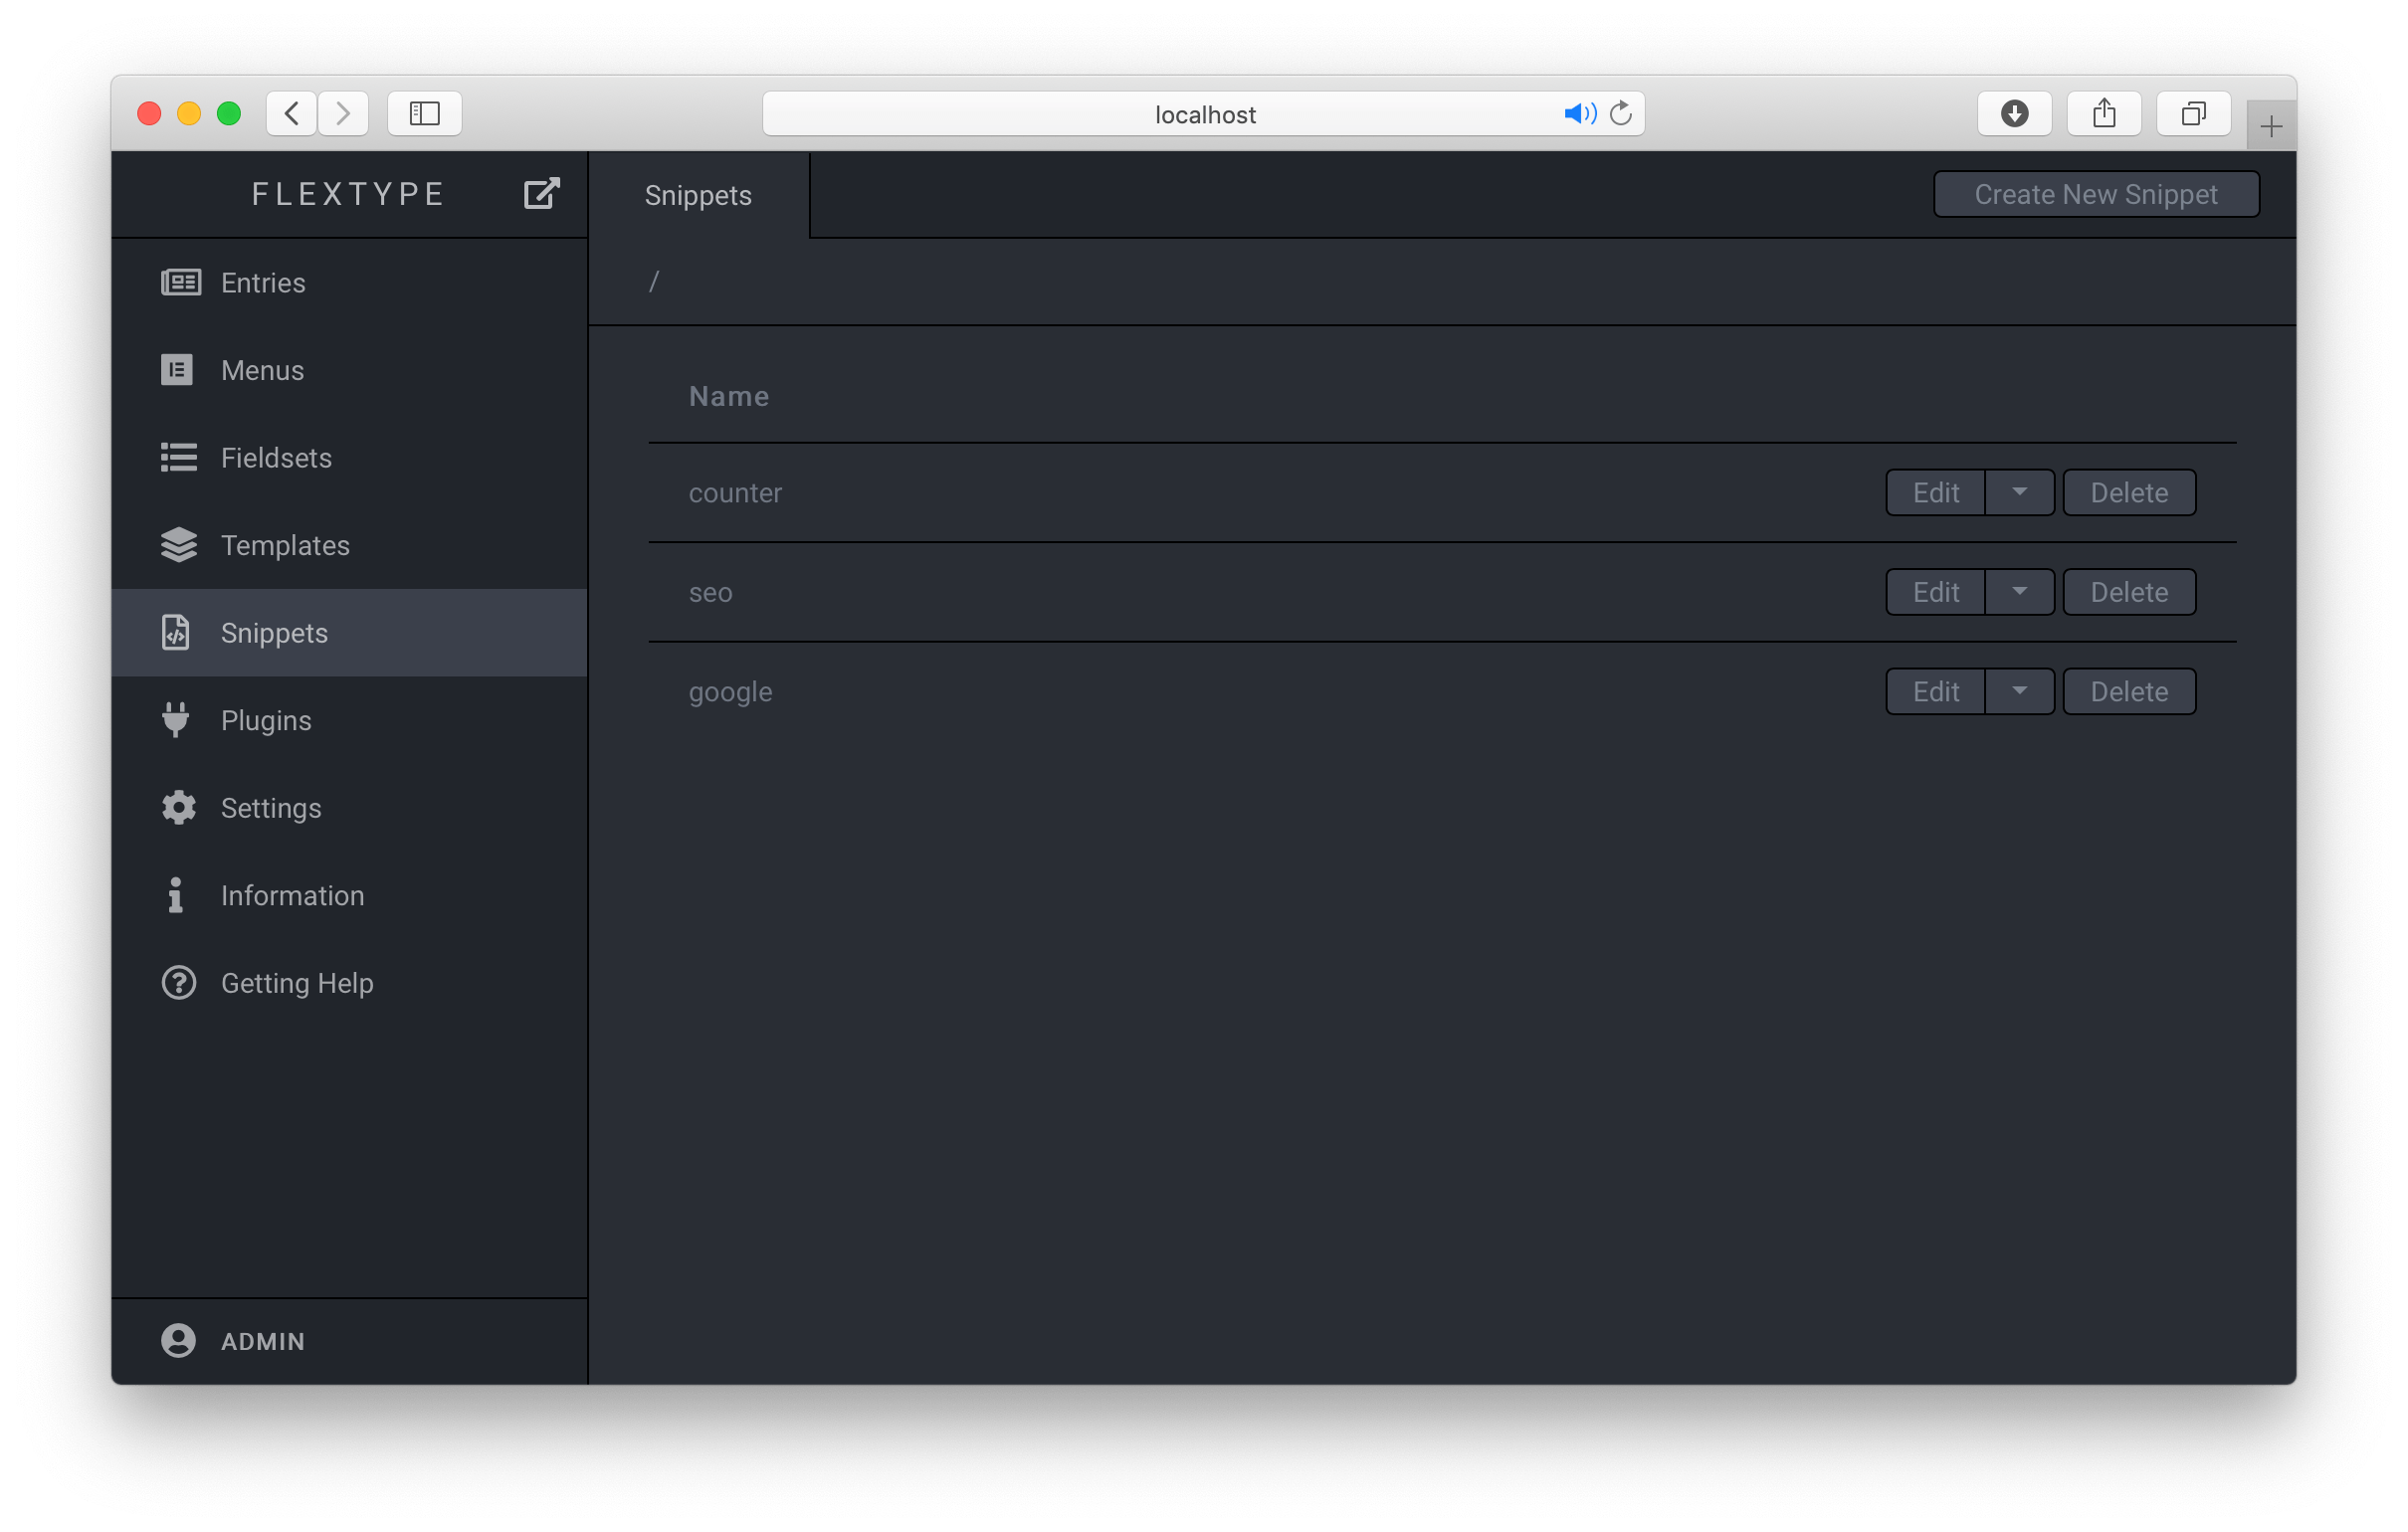 localhost
FLEXTYPE
Snippets
Create New Snippet
Entries
/
Menus
Name
Fieldsets
counter Edit Delete
Templates
seo Edit Delete
Snippets
google Edit Delete
Plugins
Settings
Information
Getting Help
ADMIN